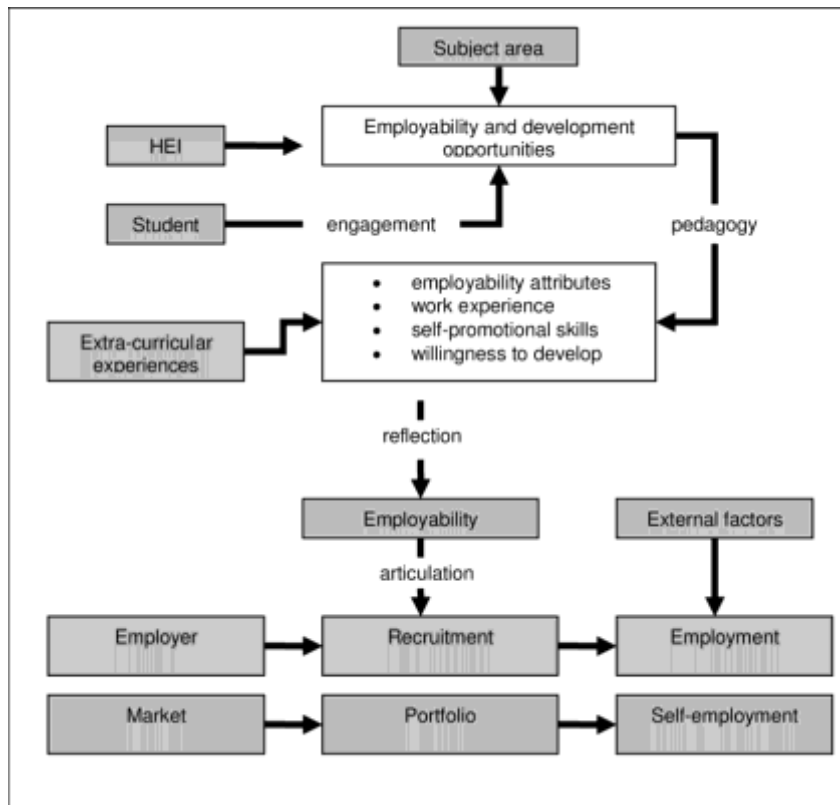 Subject area
Employability and development
opportunities
HEI
Student
engagement
pedagogy
• employability attributes
• work experience
• self-promotional skills
• willingness to develop
Extra-curricular
experiences
reflection
Employability
External factors
articulation
Employer
Recruitment
Employment
Market
Portfolio
Self-employment